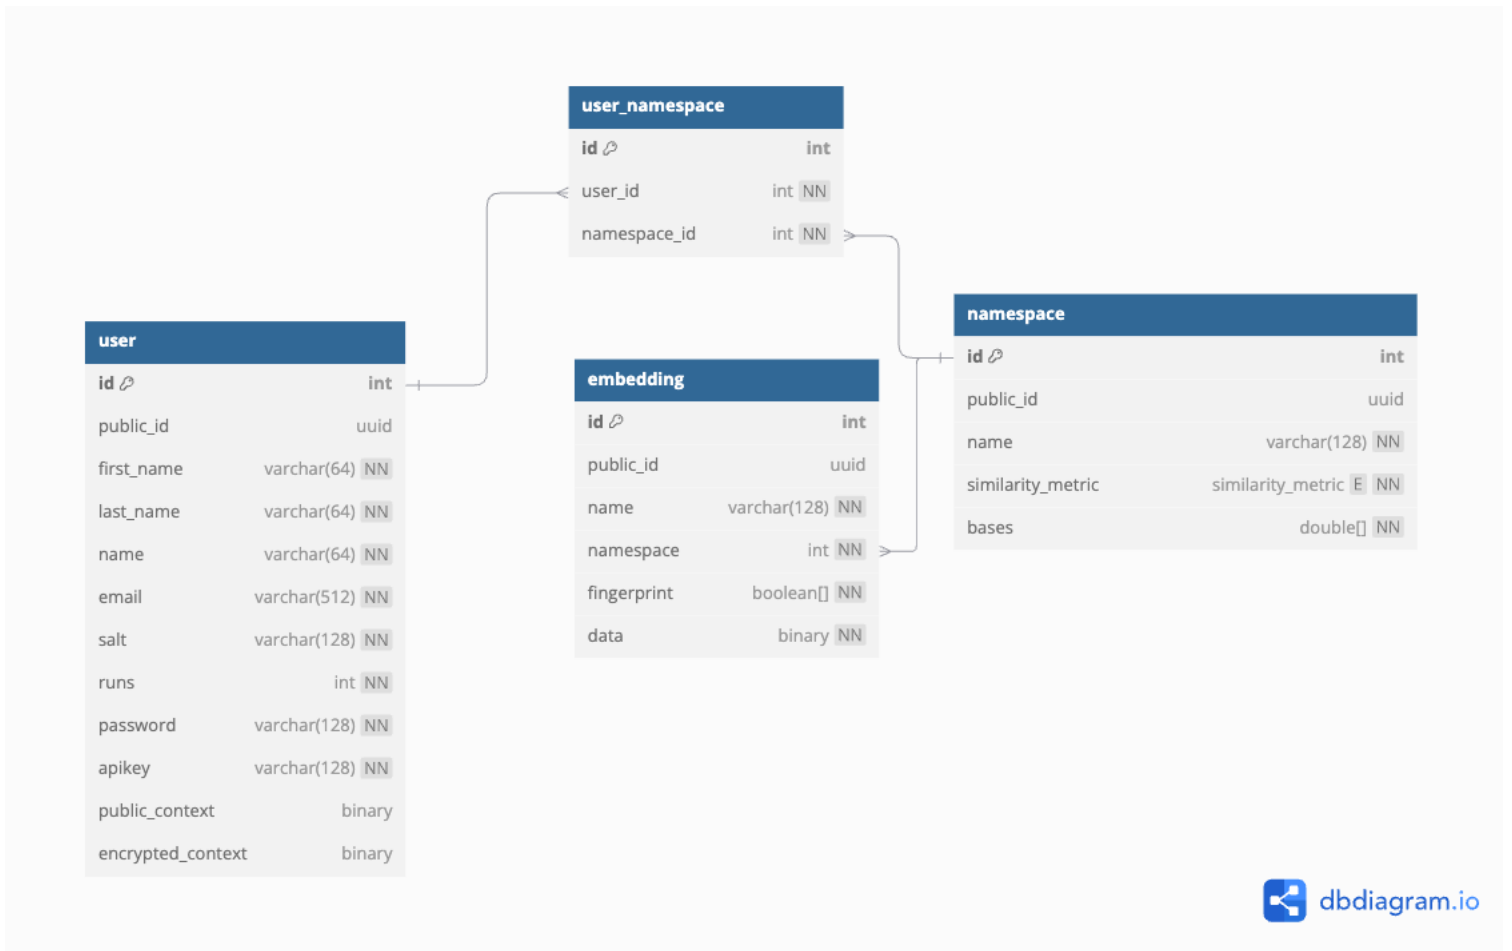 user_namespace
id int
user_id int NN
namespace_id int NN
user
id int
public_id uuid
first_name varchar(64) NN
last_name varchar(64) NN
name varchar(64) NN
email varchar(512) NN
salt varchar(128) NN
runs int NN
password varchar(128) NN
apikey varchar(128) NN
public_context binary
encrypted_context binary
embedding
id int
public_id uuid
name varchar(128) NN
namespace int NN
fingerprint boolean[] NN
data binary NN
namespace
id int
public_id uuid
name varchar(128) NN
similarity_metric similarity_metric E NN
bases double[] NN
dbdiagram.io